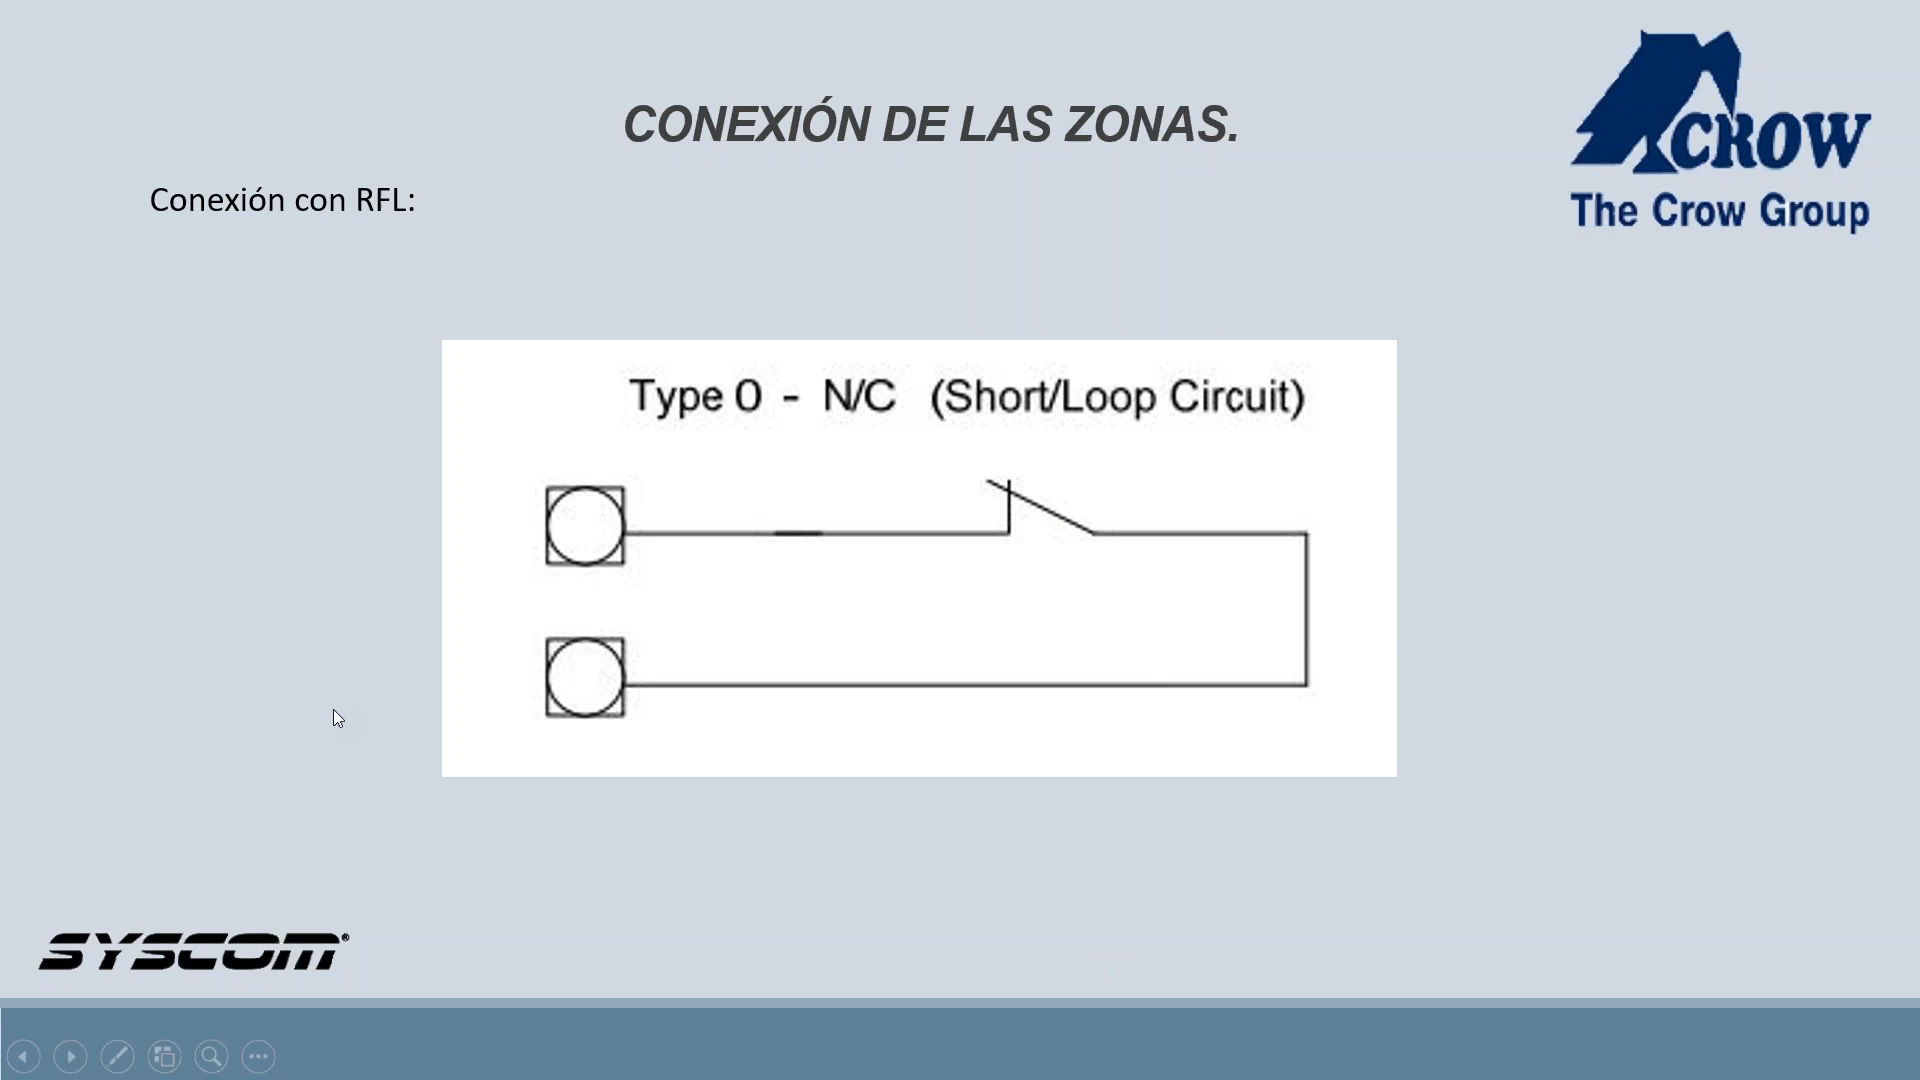 CONEXIÓN DE LAS ZONAS.
CROW
The Crow Group
Conexión con RFL:
Type 0 - N/C (Short/Loop Circuit)
SYSCOM®